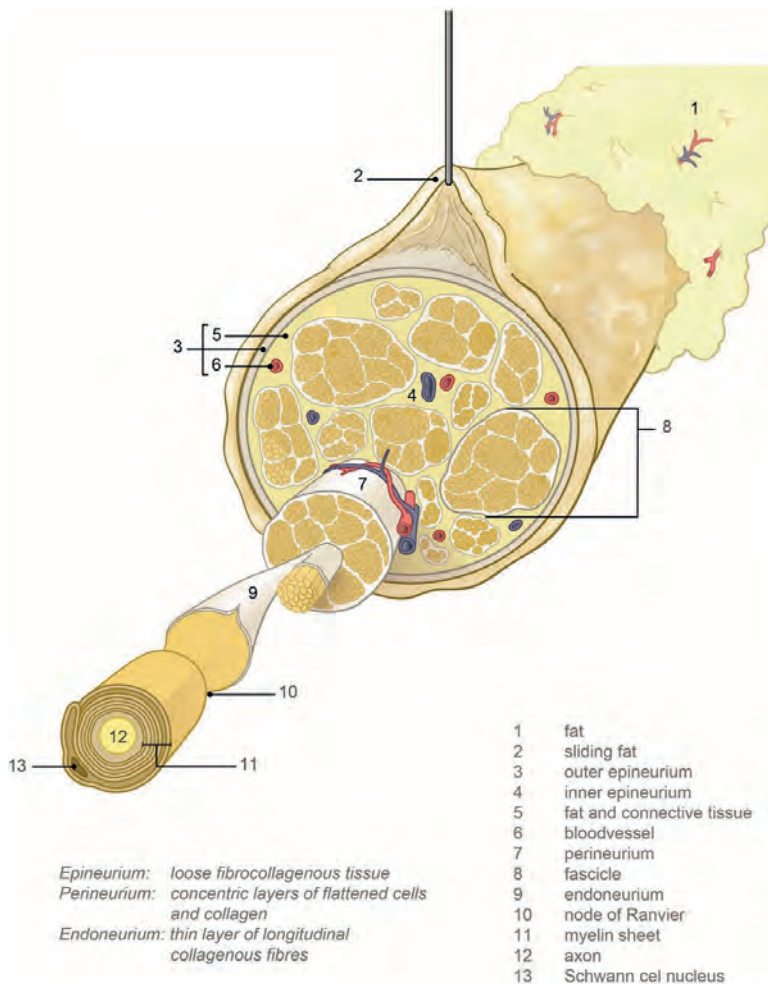 1
2
5
3
6
4
8
7
9
10
12
13
11
1 fat
2 sliding fat
3 outer epineurium
4 inner epineurium
5 fat and connective tissue
6 bloodvessel
7 perineurium
8 fascicle
9 endoneurium
10 node of Ranvier
11 myelin sheet
12 axon
13 Schwann cel nucleus
Epineurium: loose fibrocollagenous tissue
Perineurium: concentric layers of flattened cells
and collagen
Endoneurium: thin layer of longitudinal
collagenous fibres